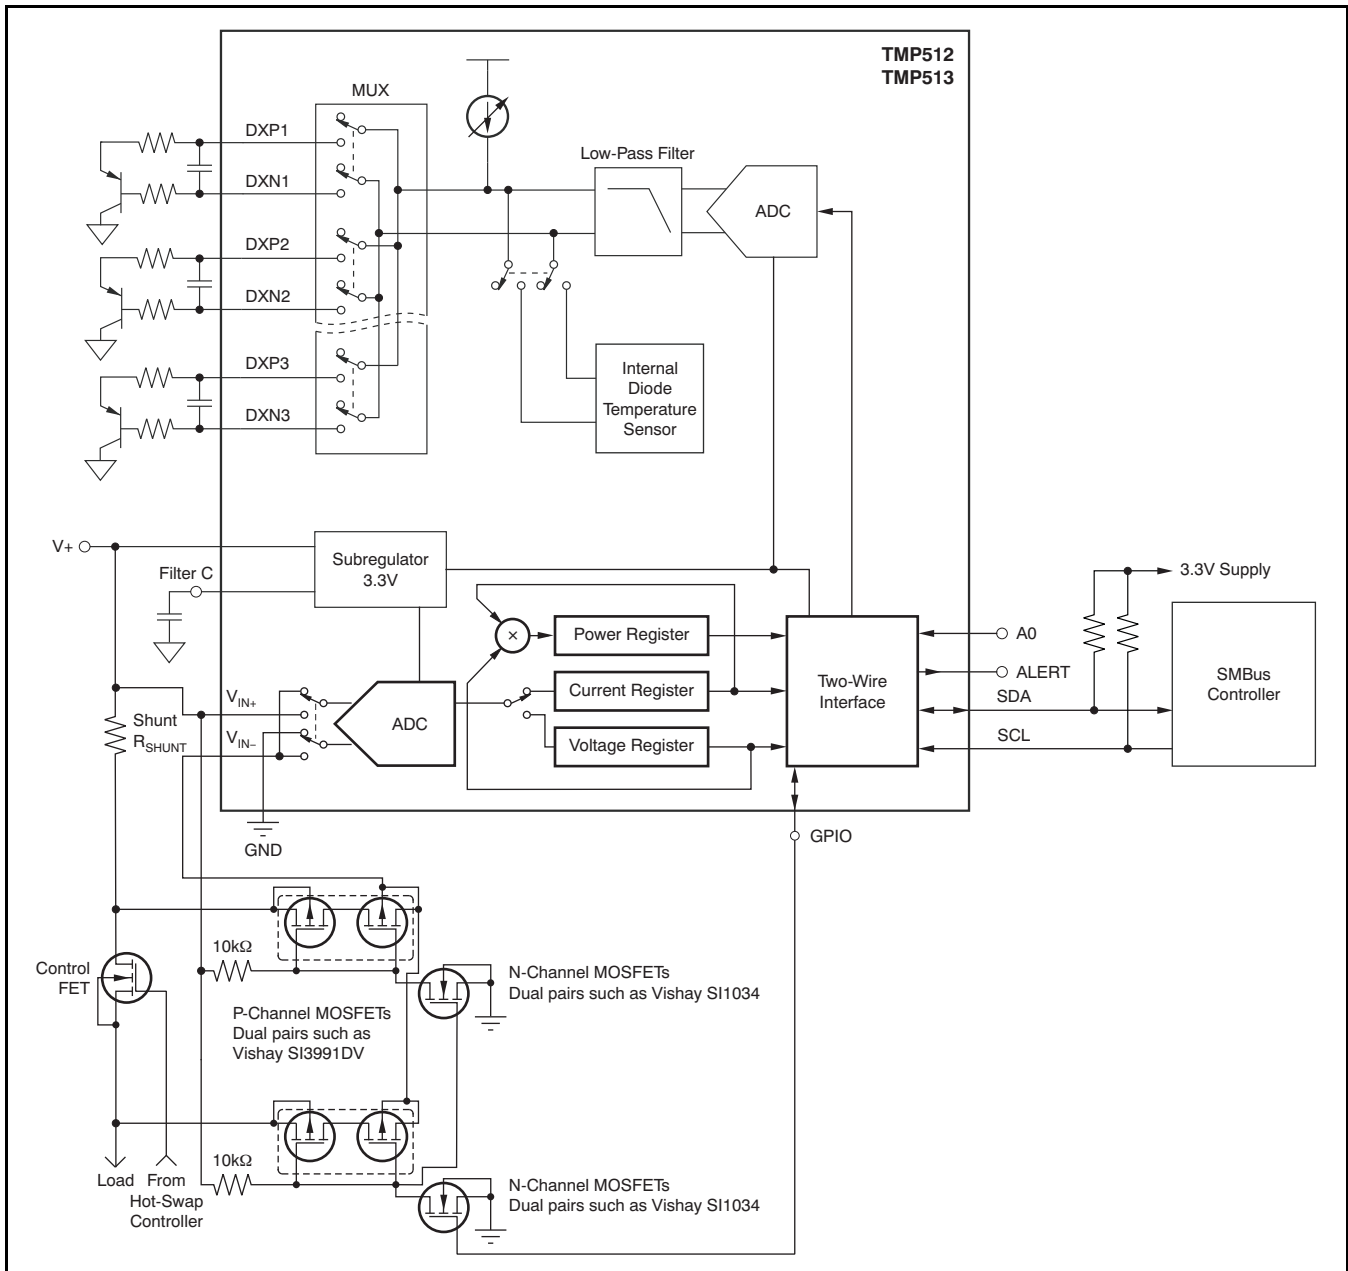 TMP512
TMP513
MUX
DXP1
DXN1
DXP2
DXN2
DXP3
DXN3
Low-Pass Filter
ADC
Internal
Diode
Temperature
Sensor
V+
Filter C
Subregulator
3.3V
×
Power Register
Current Register
Voltage Register
Two-Wire
Interface
A0
ALERT
SDA
SCL
3.3V Supply
SMBus
Controller
Shunt
RSHUNT
VIN+
VIN–
ADC
GND
GPIO
10kΩ
Control
FET
P-Channel MOSFETs
Dual pairs such as
Vishay SI3991DV
N-Channel MOSFETs
Dual pairs such as Vishay SI1034
10kΩ
Load
From
Hot-Swap
Controller
N-Channel MOSFETs
Dual pairs such as Vishay SI1034